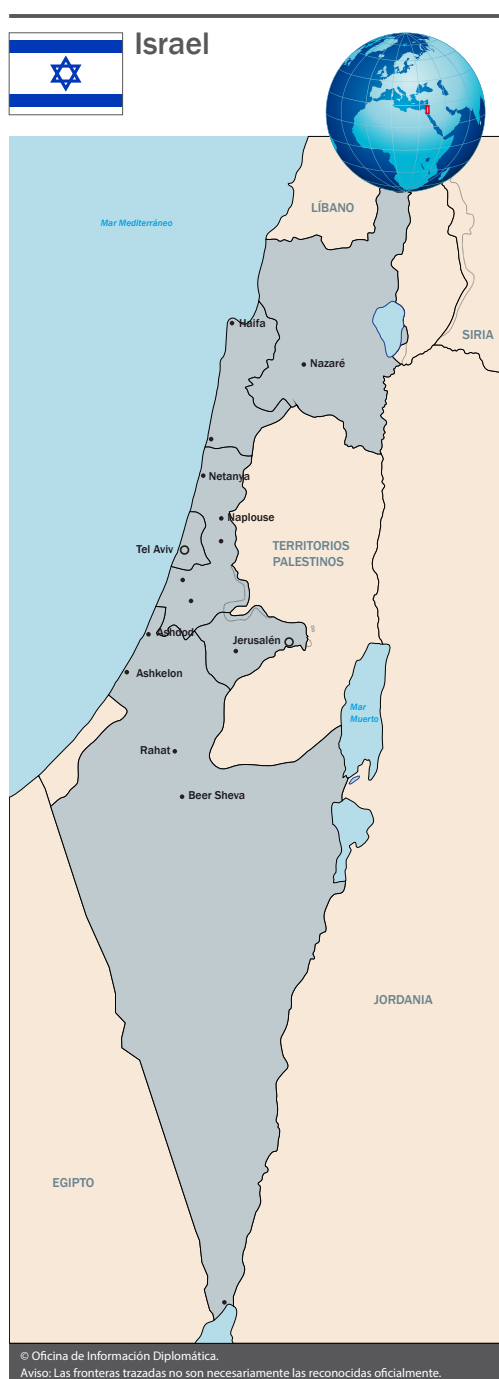 Israel
LÍBANO
Mar Mediterráneo
Haifa
SIRIA
Nazaré
Netanya
Naplouse
Tel Aviv
TERRITORIOS
PALESTINOS
Ashdod
Jerusalén
Ashkelon
Mar
Muerto
Rahat
Beer Sheva
JORDANIA
EGIPTO
© Oficina de Información Diplomática.
Aviso: Las fronteras trazadas no son necesariamente las reconocidas oficialmente.